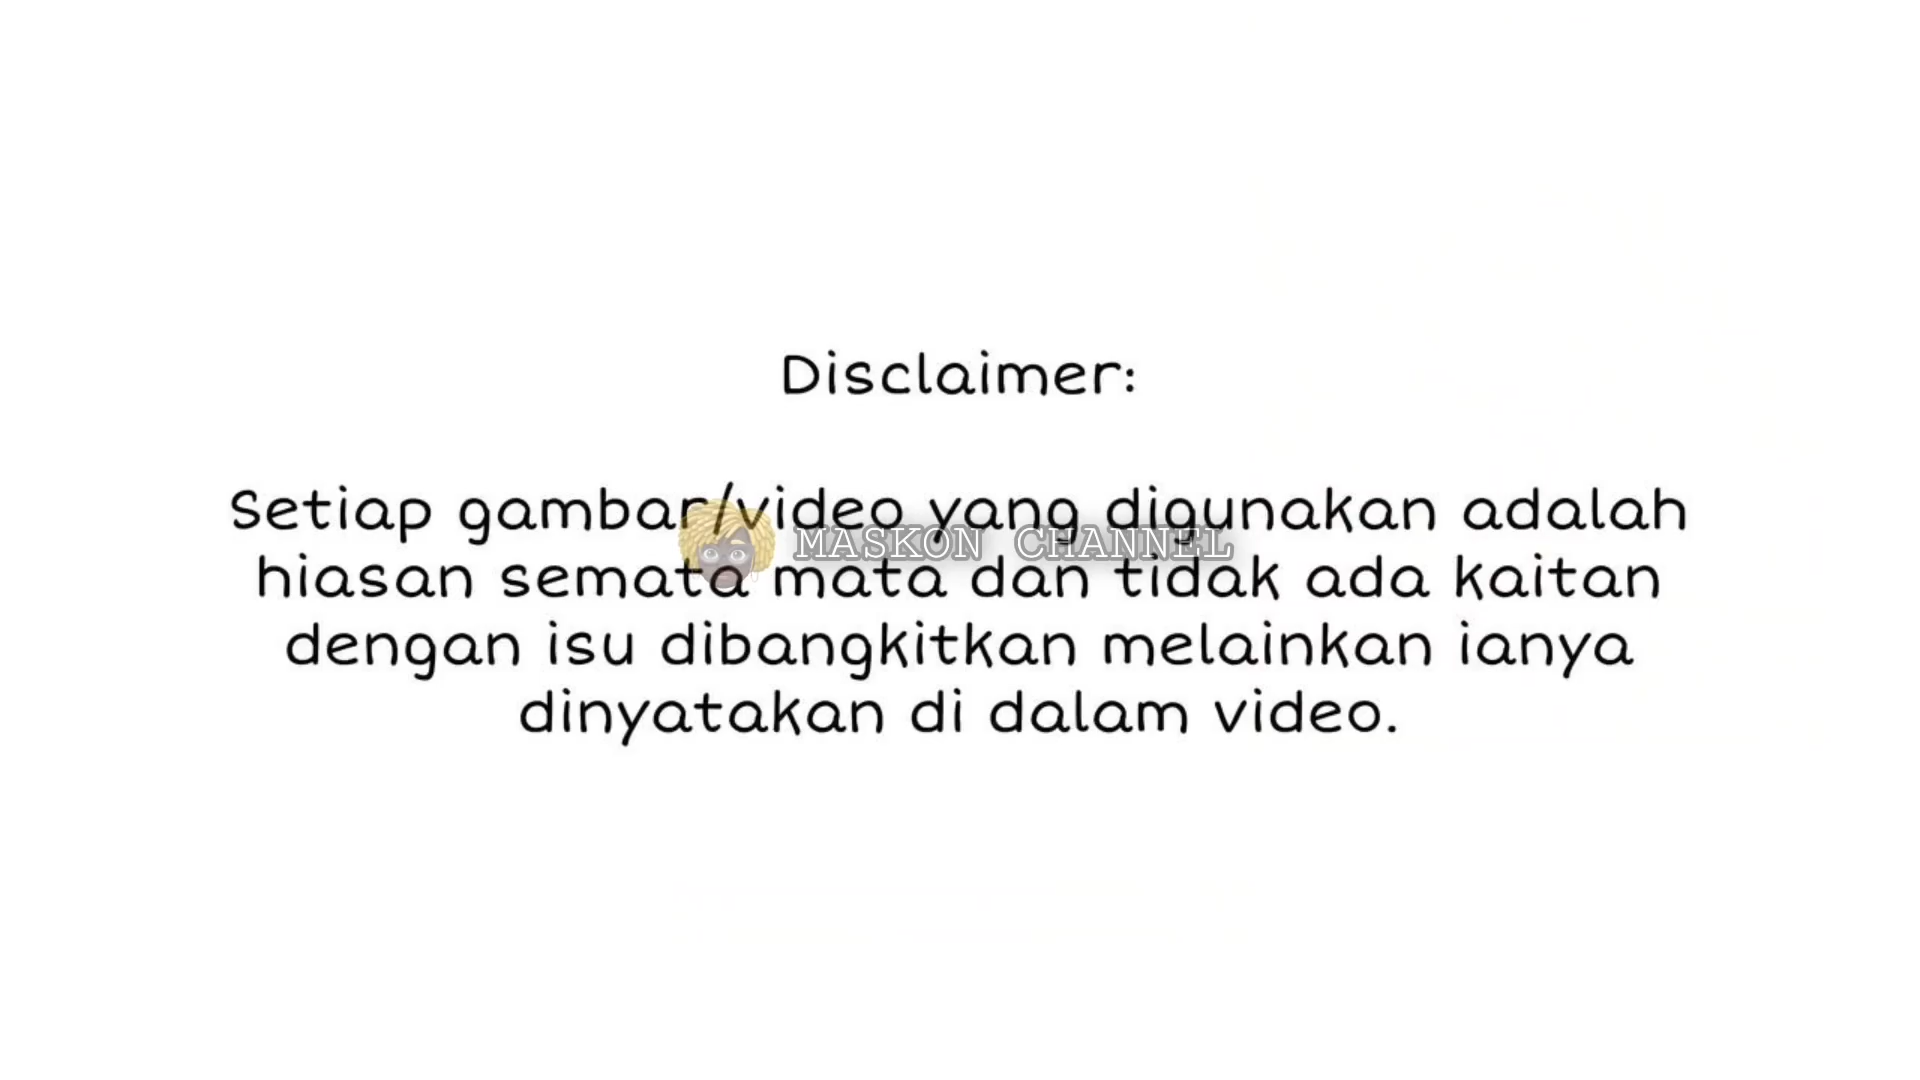 Disclaimer:
Setiap gambar/video yang digunakan adalah
MASKON CHANNEL
hiasan semata mata dan tidak ada kaitan
dengan isu dibangkitkan melainkan ianya
dinyatakan di dalam video.